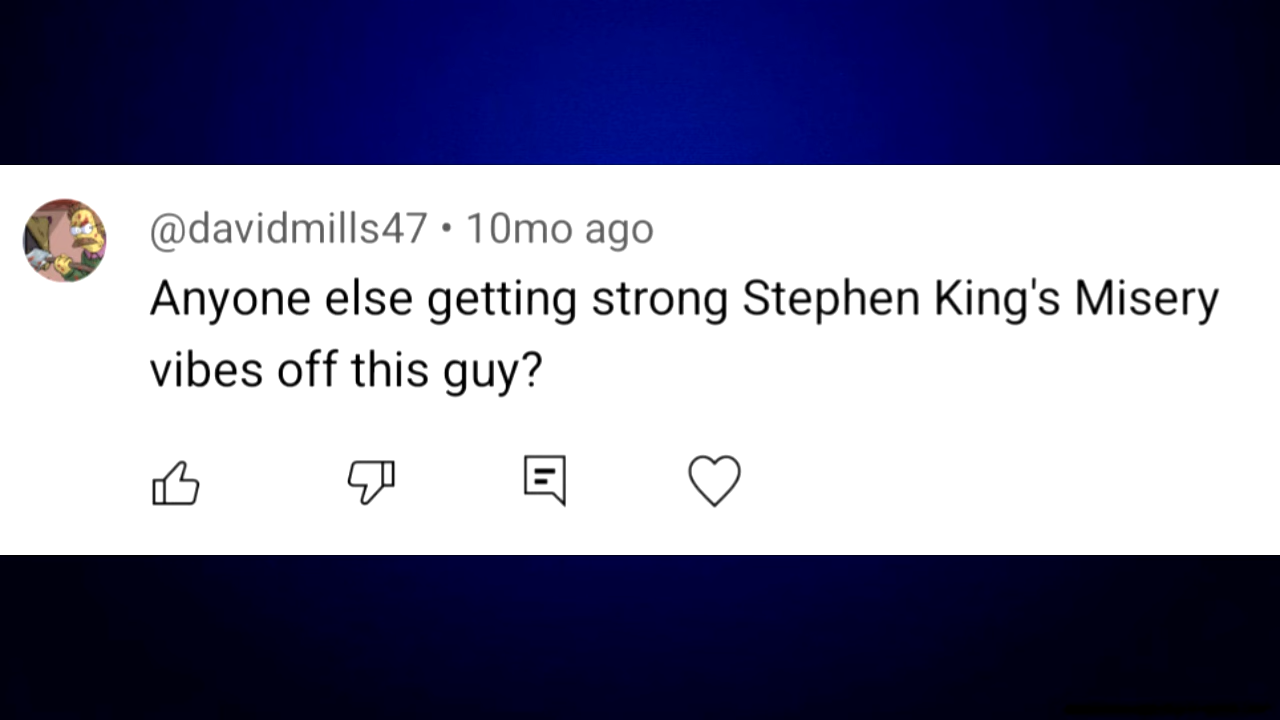 @davidmills47 • 10mo ago
Anyone else getting strong Stephen King's Misery
vibes off this guy?